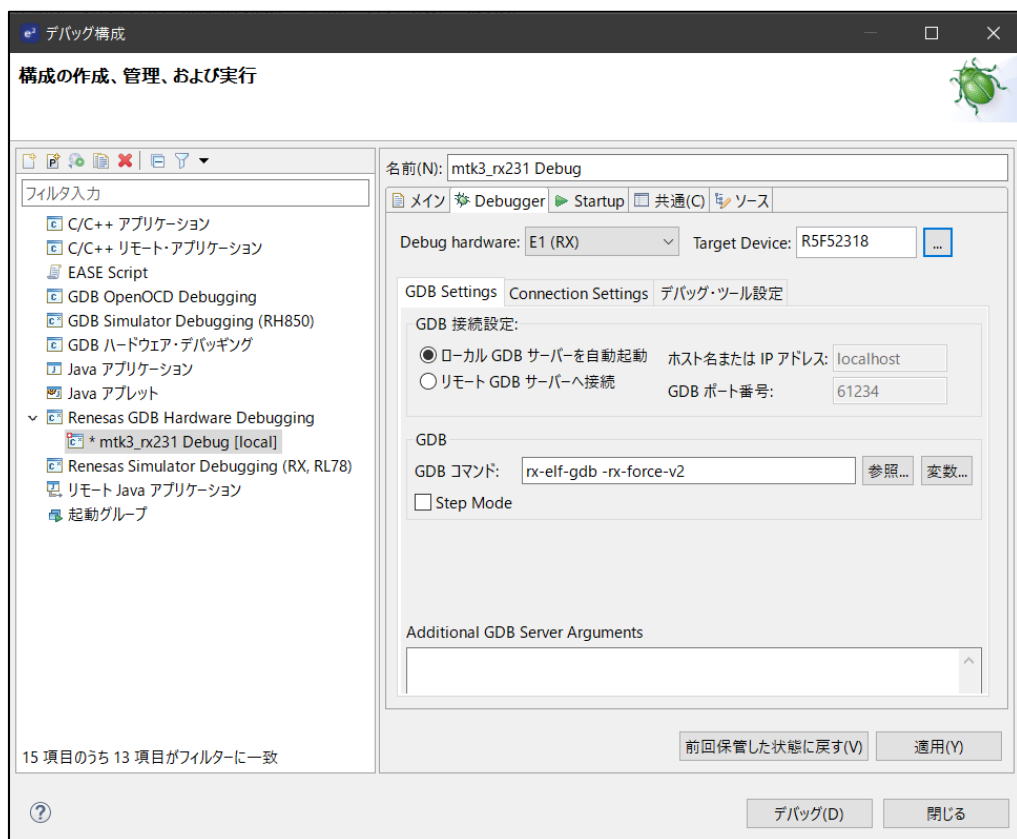 e² デバッグ構成
構成の作成、管理、および実行
フィルタ入力
C/C++ アプリケーション
C/C++ リモート・アプリケーション
EASE Script
GDB OpenOCD Debugging
GDB Simulator Debugging (RH850)
GDB ハードウェア・デバッギング
Java アプリケーション
Java アプレット
Renesas GDB Hardware Debugging
* mtk3_rx231 Debug [local]
Renesas Simulator Debugging (RX, RL78)
リモート Java アプリケーション
起動グループ
15 項目のうち 13 項目がフィルターに一致
名前(N): mtk3_rx231 Debug
メイン Debugger Startup 共通(C) ソース
Debug hardware: E1 (RX) Target Device: R5F52318 ...
GDB Settings Connection Settings デバッグ・ツール設定
GDB 接続設定:
ローカル GDB サーバーを自動起動 ホスト名または IP アドレス: localhost
リモート GDB サーバーへ接続 GDB ポート番号: 61234
GDB
GDB コマンド: rx-elf-gdb -rx-force-v2 参照... 変数...
Step Mode
Additional GDB Server Arguments
前回保管した状態に戻す(V) 適用(Y)
? デバッグ(D) 閉じる